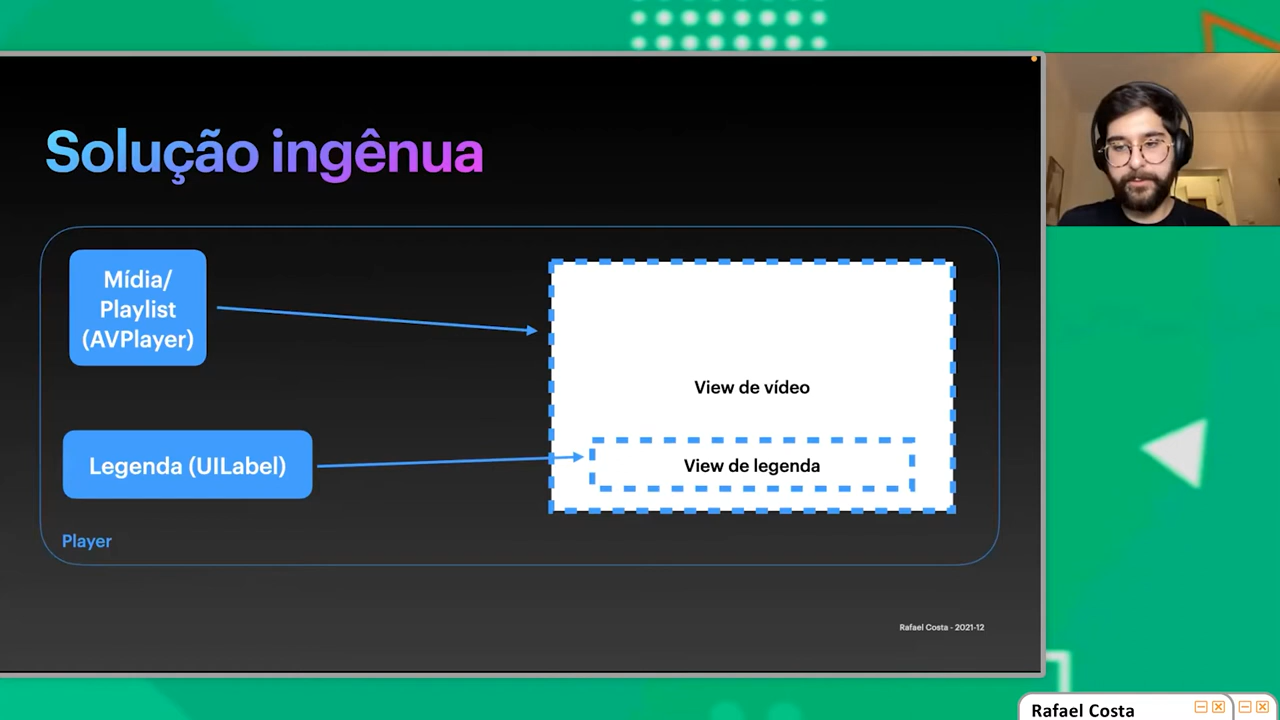 Solução ingênua
Mídia/
Playlist
(AVPlayer)
View de vídeo
Legenda (UILabel)
View de legenda
Player
Rafael Costa - 2021-12
Rafael Costa